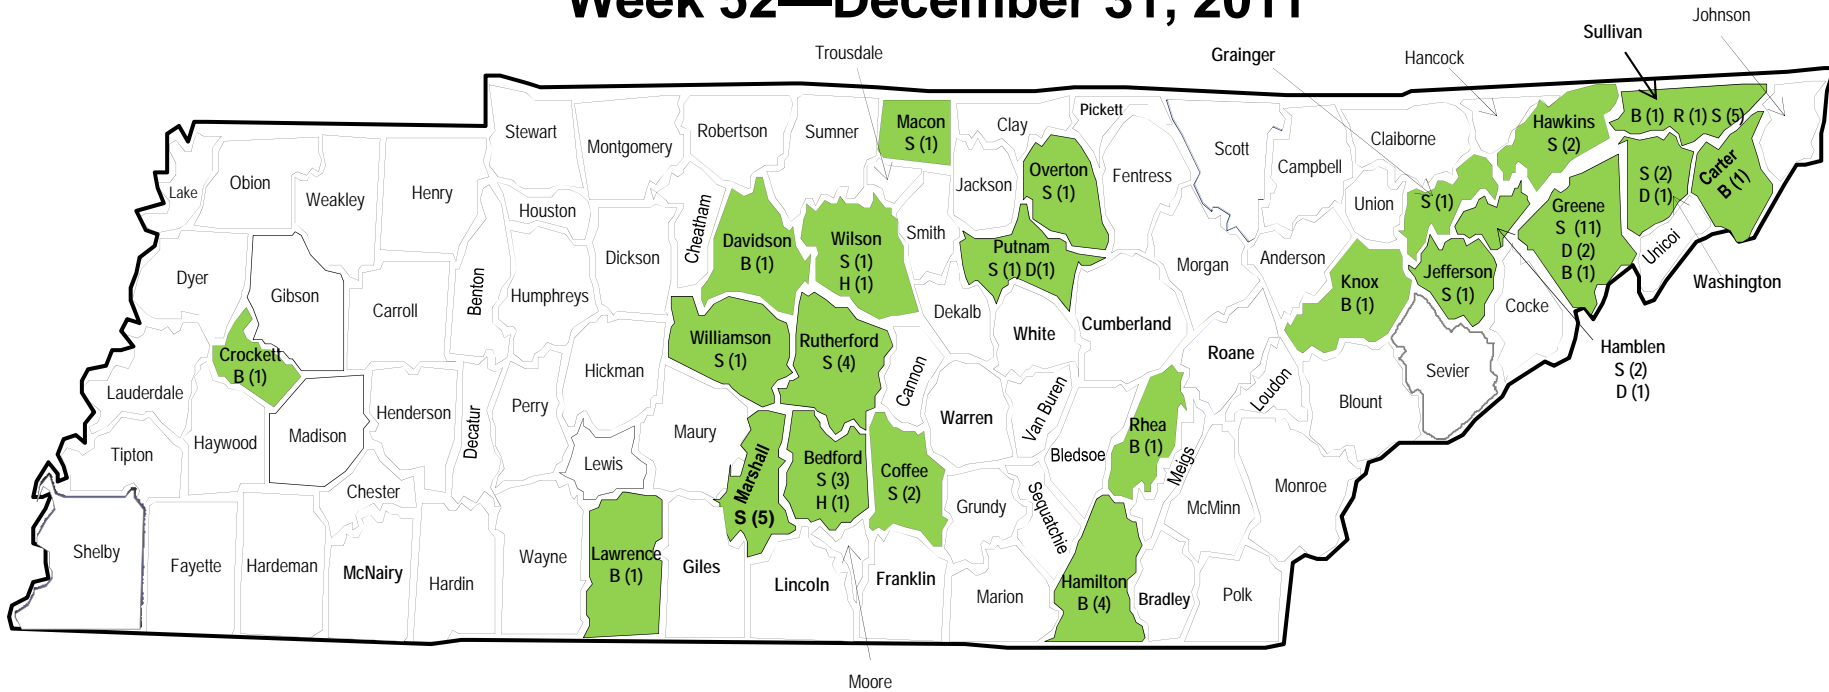 Week 52—December 31, 2011
Johnson
Sullivan
Trousdale
Grainger
Hancock
Pickett
Stewart
Montgomery
Robertson
Sumner
Macon
S (1)
Clay
Scott
Campbell
Claiborne
Hawkins
S (2)
B (1) R (1) S (5)
Lake
Obion
Weakley
Henry
Houston
Dickson
Cheatham
Davidson
B (1)
Wilson
S (1)
H (1)
Smith
Jackson
Overton
S (1)
Fentress
Putnam
S (1) D(1)
Morgan
Anderson
Union
S (1)
Knox
B (1)
Jefferson
S (1)
Greene
S (11)
D (2)
B (1)
S (2)
D (1)
Carter
B (1)
Unicoi
Washington
Dyer
Gibson
Carroll
Benton
Humphreys
Dekalb
White
Cumberland
Cocke
Crockett
B (1)
Williamson
S (1)
Rutherford
S (4)
Cannon
Roane
Loudon
Sevier
Hamblen
S (2)
D (1)
Lauderdale
Hickman
Perry
Decatur
Henderson
Madison
Haywood
Tipton
Maury
Lewis
Marshall
S (5)
Bedford
S (3)
H (1)
Coffee
S (2)
Warren
Van Buren
Bledsoe
Rhea
B (1)
Meigs
Blount
Monroe
McMinn
Chester
Grundy
Sequatchie
Shelby
Fayette
Hardeman
McNairy
Hardin
Wayne
Lawrence
B (1)
Giles
Lincoln
Franklin
Marion
Hamilton
B (4)
Bradley
Polk
Moore